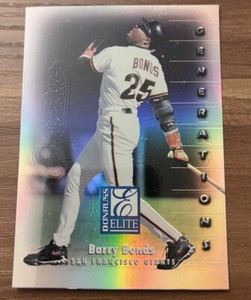 GENERATIONS
BONDS
25
DONRUSS
E
ELITE
Barry Bonds
SAN FRANCISCO GIANTS